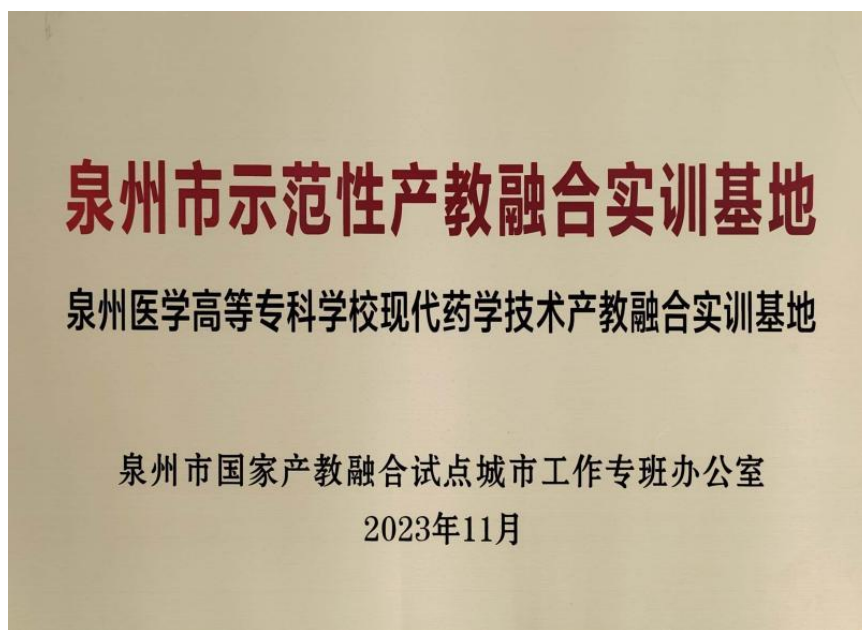 泉州市示范性产教融合实训基地
泉州医学高等专科学校现代药学技术产教融合实训基地
泉州市国家产教融合试点城市工作专班办公室
2023年11月